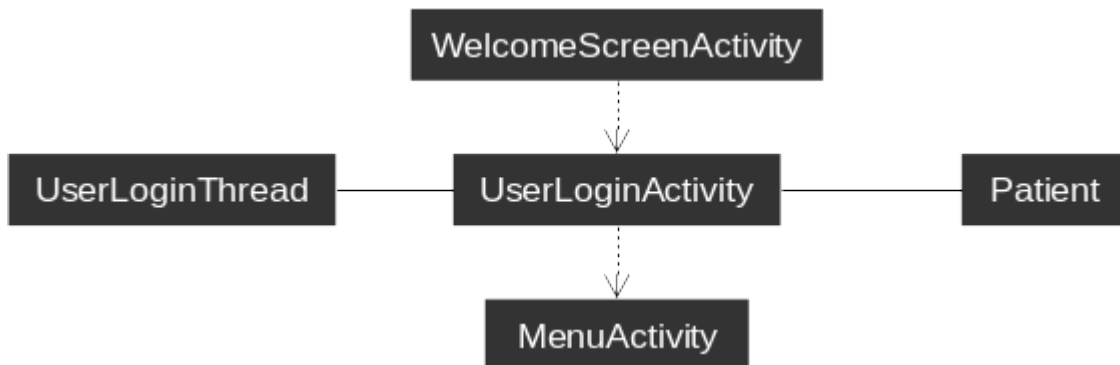 WelcomeScreenActivity
UserLoginThread
UserLoginActivity
Patient
MenuActivity